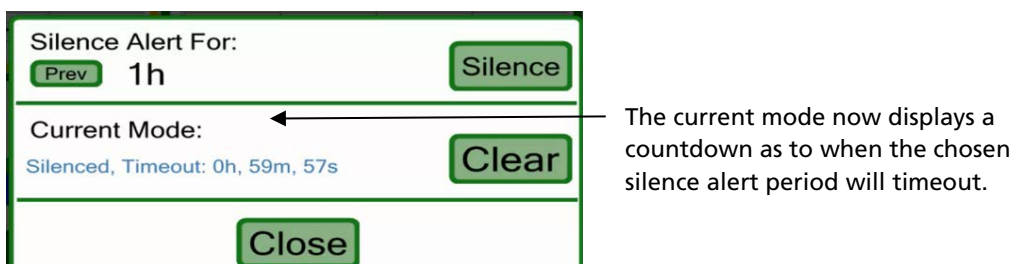 Silence Alert For:
Prev 1h
Silence
Current Mode:
Silenced, Timeout: 0h, 59m, 57s
Clear
Close
The current mode now displays a
countdown as to when the chosen
silence alert period will timeout.